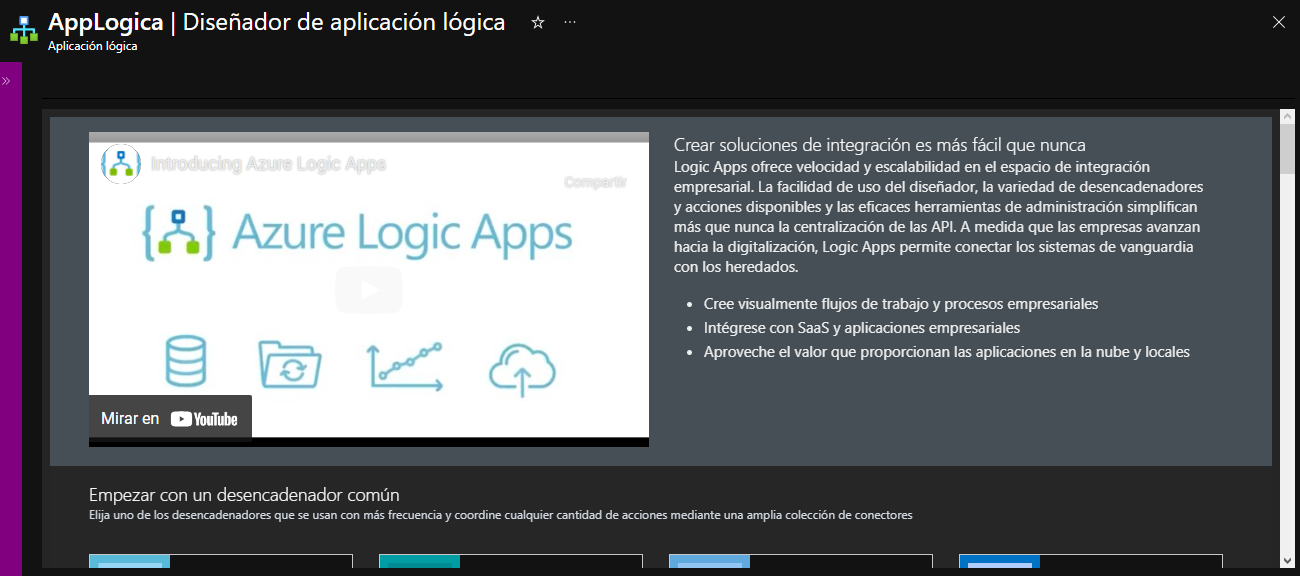 AppLogica | Diseñador de aplicación lógica
Aplicación lógica
Introducing Azure Logic Apps
Compartir
Azure Logic Apps
Mirar en YouTube
Crear soluciones de integración es más fácil que nunca
Logic Apps ofrece velocidad y escalabilidad en el espacio de integración
empresarial. La facilidad de uso del diseñador, la variedad de desencadenadores
y acciones disponibles y las eficaces herramientas de administración simplifican
más que nunca la centralización de las API. A medida que las empresas avanzan
hacia la digitalización, Logic Apps permite conectar los sistemas de vanguardia
con los heredados.
• Cree visualmente flujos de trabajo y procesos empresariales
• Intégrese con SaaS y aplicaciones empresariales
• Aproveche el valor que proporcionan las aplicaciones en la nube y locales
Empezar con un desencadenador común
Elija uno de los desencadenadores que se usan con más frecuencia y coordine cualquier cantidad de acciones mediante una amplia colección de conectores